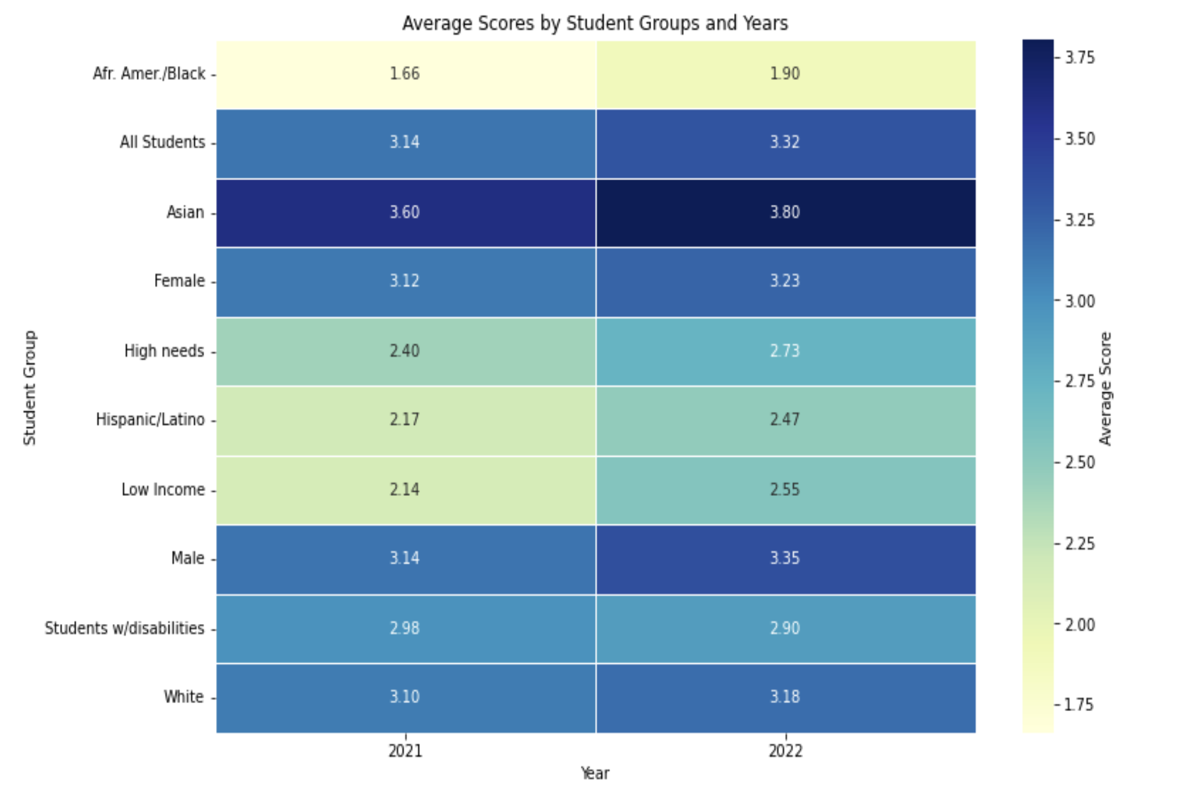 Average Scores by Student Groups and Years
Afr. Amer./Black 1.66 1.90
All Students 3.14 3.32
Asian 3.60 3.80
Female 3.12 3.23
High needs 2.40 2.73
Hispanic/Latino 2.17 2.47
Low Income 2.14 2.55
Male 3.14 3.35
Students w/disabilities 2.98 2.90
White 3.10 3.18
2021 2022
Year
Student Group
3.75
3.50
3.25
3.00
2.75
2.50
2.25
2.00
1.75
Average Score